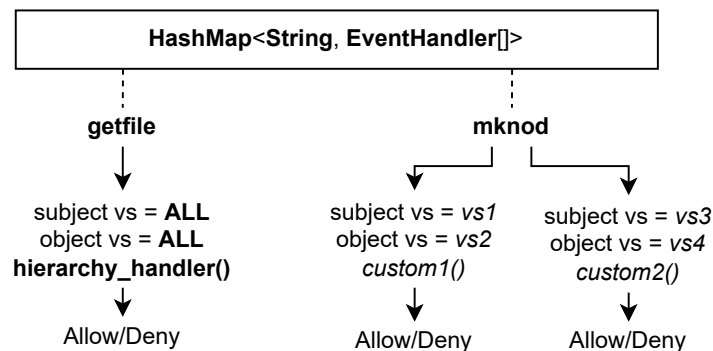 HashMap<String, EventHandler[]>
getfile
mknod
subject vs = ALL
object vs = ALL
hierarchy_handler()
Allow/Deny
subject vs = vs1
object vs = vs2
custom1()
Allow/Deny
subject vs = vs3
object vs = vs4
custom2()
Allow/Deny